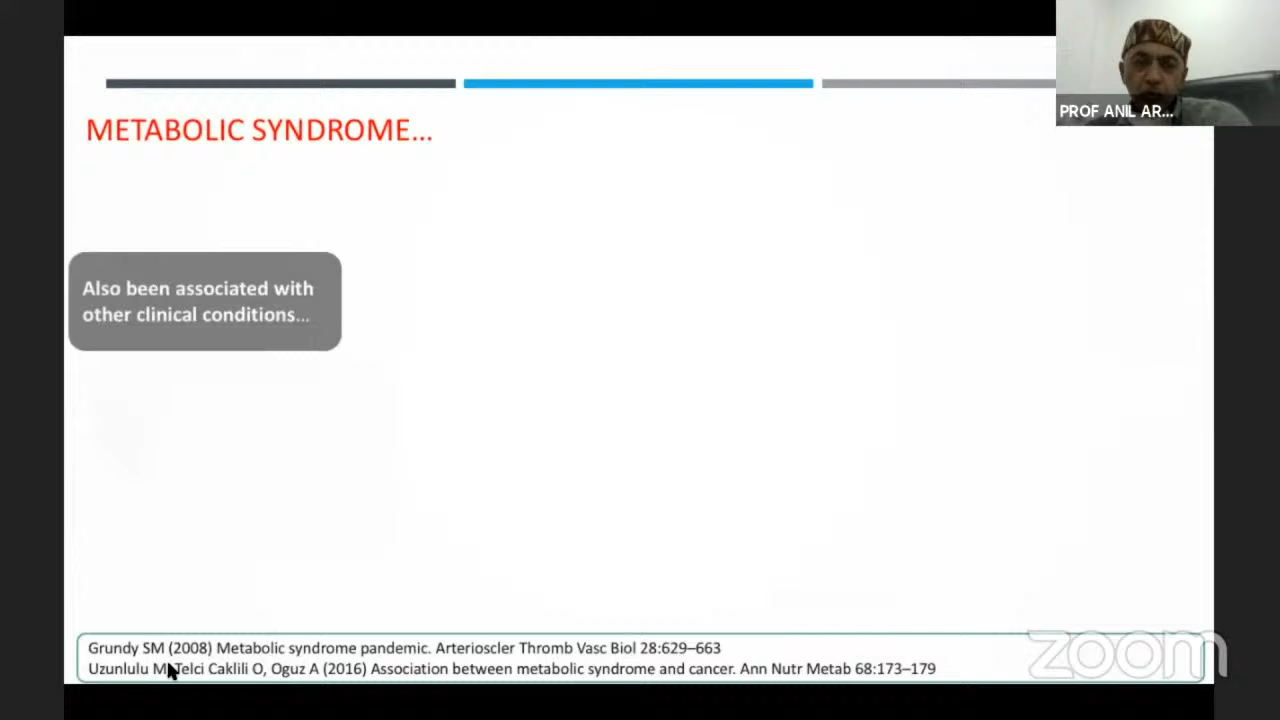 PROF ANIL AR...
METABOLIC SYNDROME...
Also been associated with
other clinical conditions...
Grundy SM (2008) Metabolic syndrome pandemic. Arterioscler Thromb Vasc Biol 28:629–663
Uzunlulu M, Telci Caklili O, Oguz A (2016) Association between metabolic syndrome and cancer. Ann Nutr Metab 68:173–179
zoom